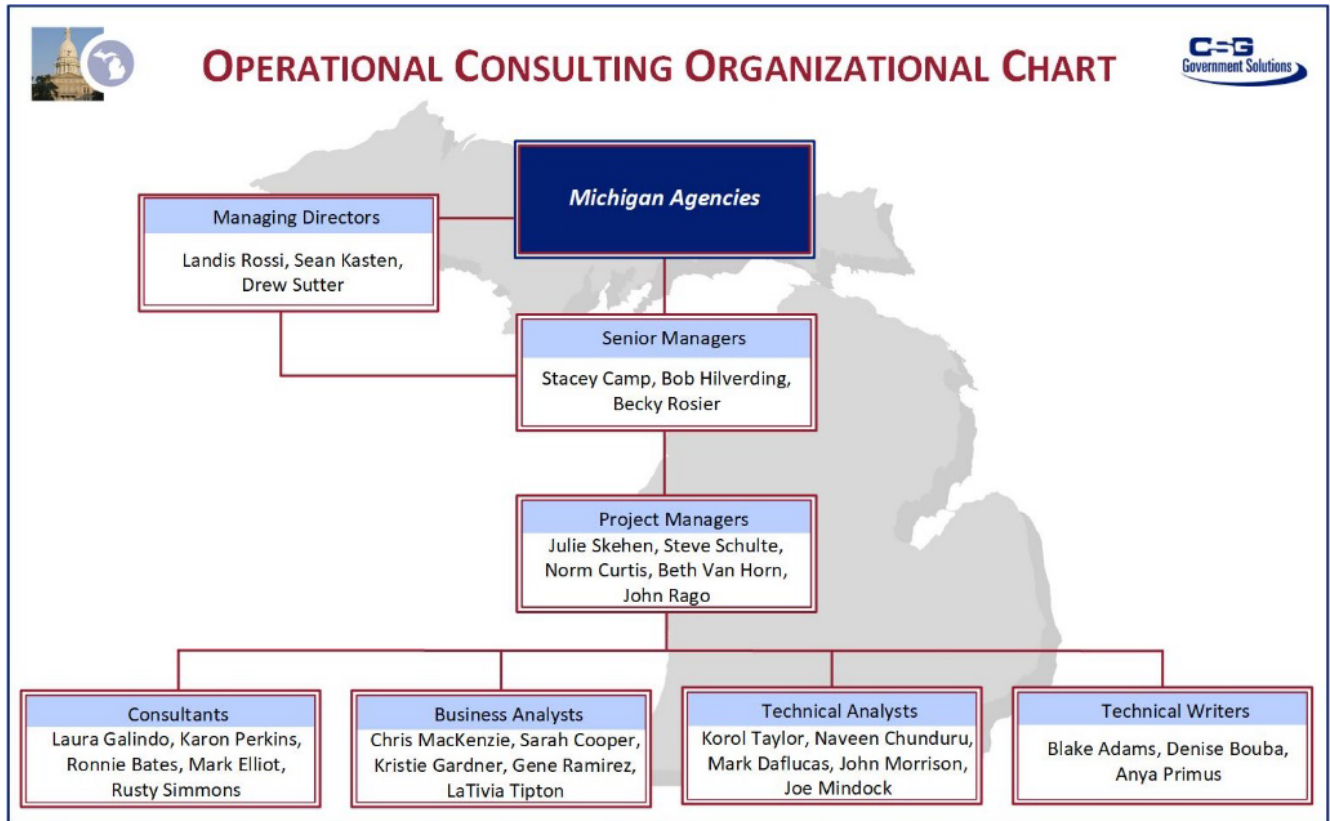 OPERATIONAL CONSULTING ORGANIZATIONAL CHART
CSG
Government Solutions
Michigan Agencies
Managing Directors
Landis Rossi, Sean Kasten,
Drew Sutter
Senior Managers
Stacey Camp, Bob Hilverding,
Becky Rosier
Project Managers
Julie Skehen, Steve Schulte,
Norm Curtis, Beth Van Horn,
John Rago
Consultants
Laura Galindo, Karon Perkins,
Ronnie Bates, Mark Elliot,
Rusty Simmons
Business Analysts
Chris MacKenzie, Sarah Cooper,
Kristie Gardner, Gene Ramirez,
LaTivia Tipton
Technical Analysts
Korol Taylor, Naveen Chunduru,
Mark Daflucas, John Morrison,
Joe Mindock
Technical Writers
Blake Adams, Denise Bouba,
Anya Primus